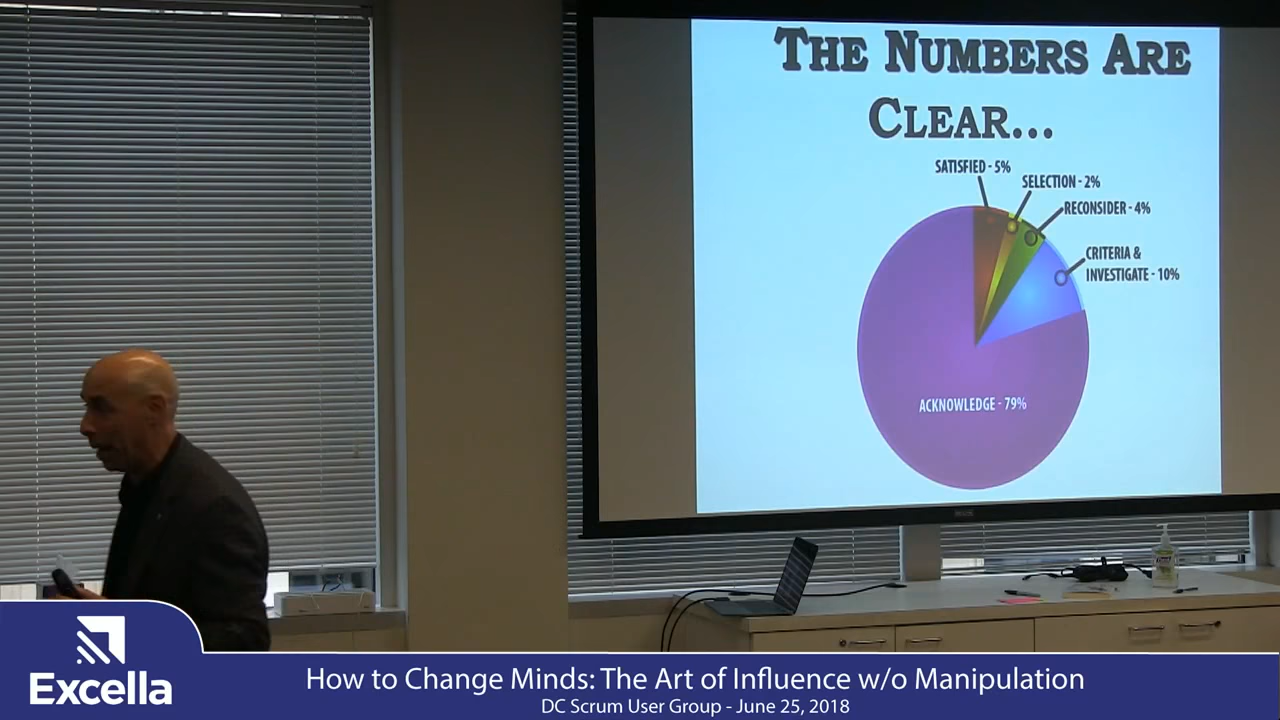 THE NUMBERS ARE
CLEAR...
SATISFIED - 5%
SELECTION - 2%
RECONSIDER - 4%
CRITERIA &
INVESTIGATE - 10%
ACKNOWLEDGE - 79%
Excella
How to Change Minds: The Art of Influence w/o Manipulation
DC Scrum User Group - June 25, 2018